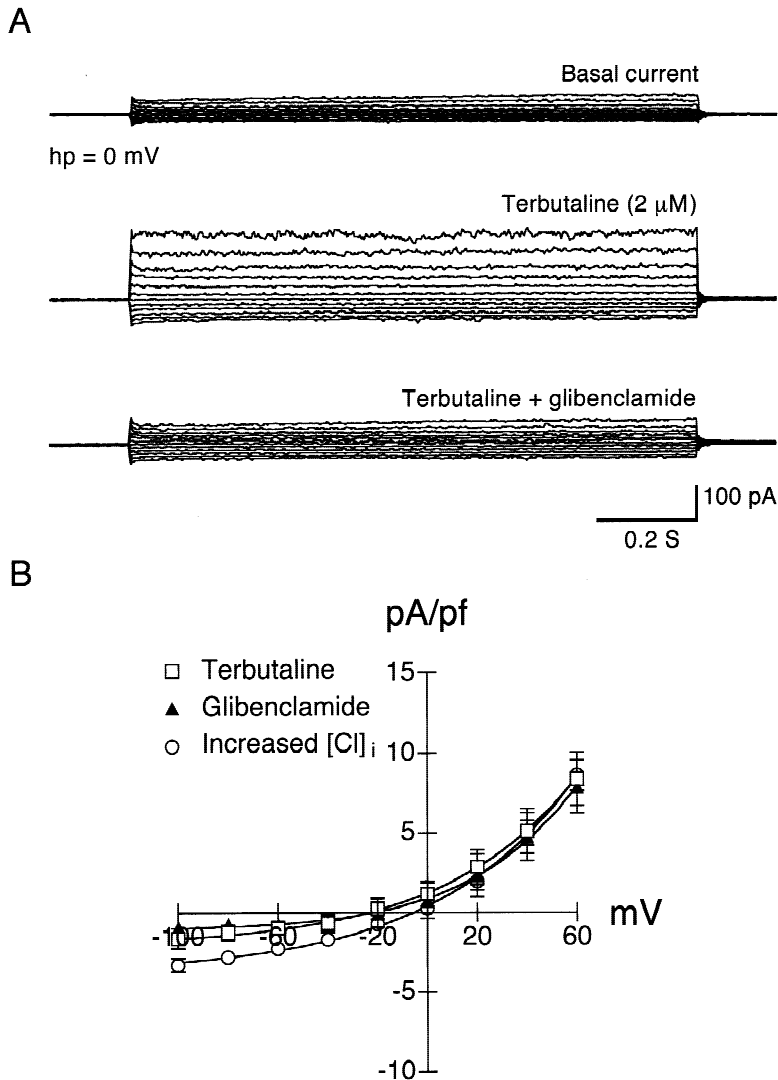 A
Basal current
hp = 0 mV
Terbutaline (2 μM)
Terbutaline + glibenclamide
100 pA
0.2 S
B
pA/pf
Terbutaline
Glibenclamide
Increased [Cl] i
15
10
5
mV
-100
-60
-20
20
60
-5
-10